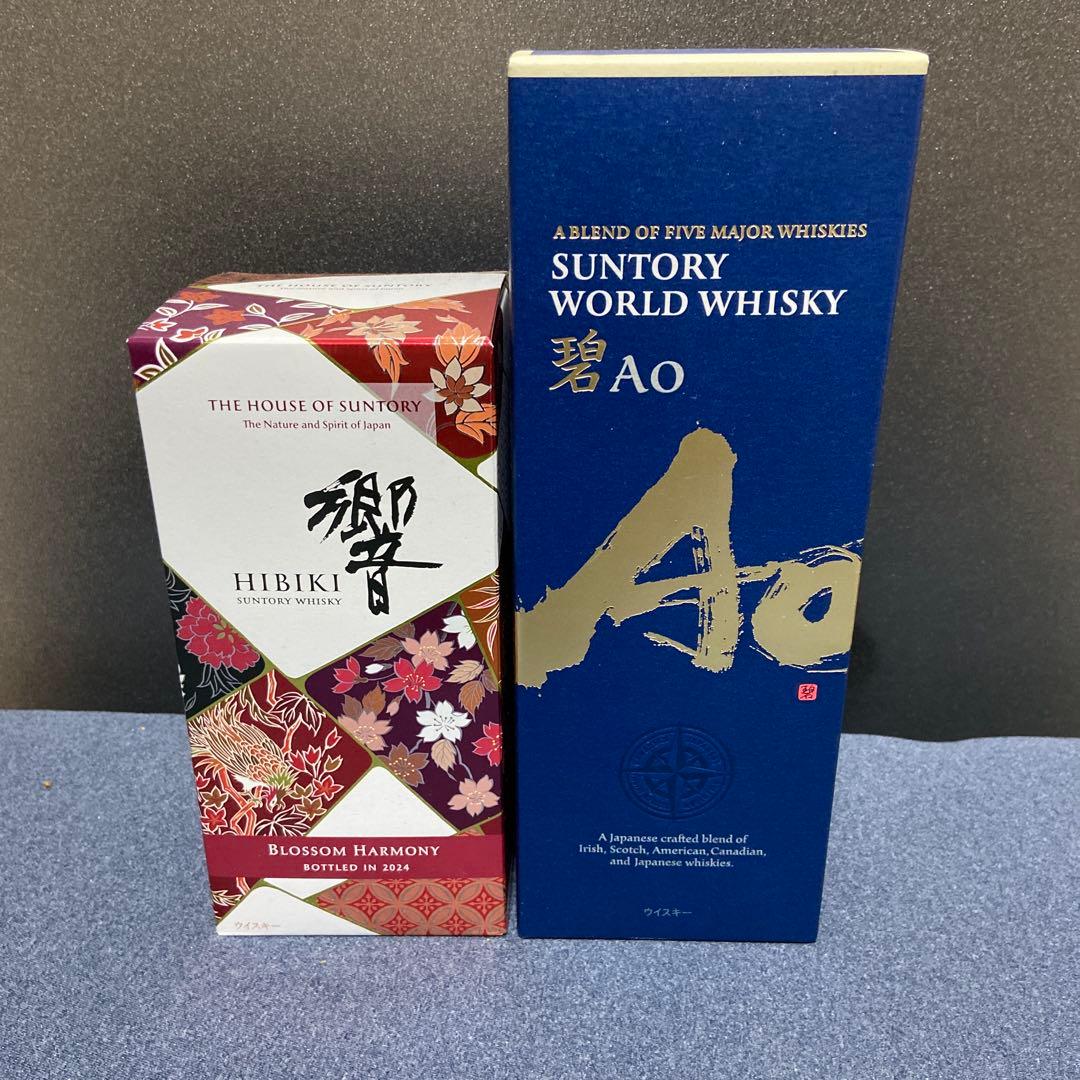 THE HOUSE OF SUNTORY
THE HOUSE OF SUNTORY
The Nature and Spirit of Japan
響
HIBIKI
SUNTORY WHISKY
BLOSSOM HARMONY
BOTTLED IN 2024
ウイスキー
A BLEND OF FIVE MAJOR WHISKIES
SUNTORY
WORLD WHISKY
碧 AO
Ao
碧
A Japanese crafted blend of
Irish, Scotch, American, Canadian,
and Japanese whiskies.
ウイスキー